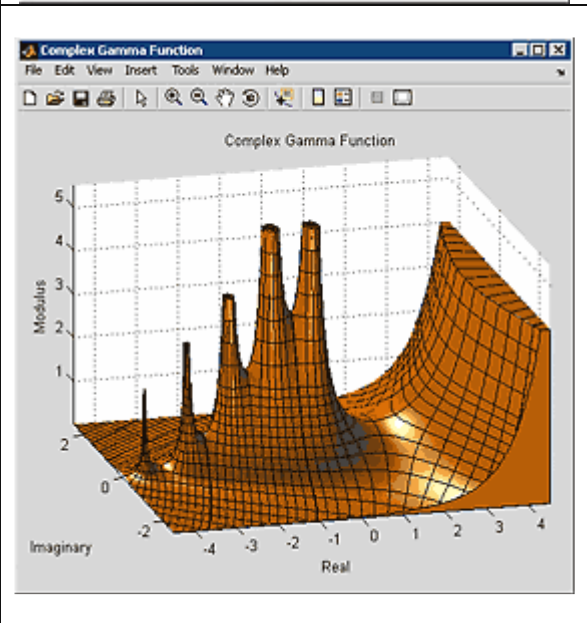 Complex Gamma Function
File Edit View Insert Tools Window Help
Complex Gamma Function
5
4
3
2
1
Modulus
2
0
-2
Imaginary
-4 -3 -2 -1 0 1 2 3 4
Real